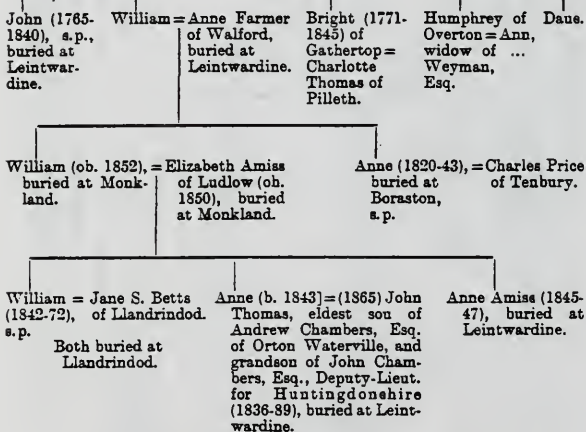 John (1765-
1840), s.p.,
buried at
Leintwar-
dine.
William = Anne Farmer
of Walford,
buried at
Leintwardine.
Bright (1771-
1845) of
Gathertop =
Charlotte
Thomas of
Pilleth.
Humphrey of
Overton = Ann,
widow of ...
Weyman,
Esq.
Daus.
William (ob. 1852), = Elizabeth Amiss
buried at Monk-
land.
of Ludlow (ob.
1850), buried
at Monkland.
Anne (1820-43), = Charles Price
buried at
Boraston,
s.p.
of Tenbury.
William = Jane S. Betts
(1842-72), of Llandrindod.
s.p.
Both buried at
Llandrindod.
Anne (b. 1843] = (1865) John
Thomas, eldest son of
Andrew Chambers, Esq.
of Orton Waterville, and
grandson of John Cham-
bers, Esq., Deputy-Lieut.
for Huntingdonshire
(1836-89), buried at Leint-
wardine.
Anne Amiss (1845-
47), buried at
Leintwardine.